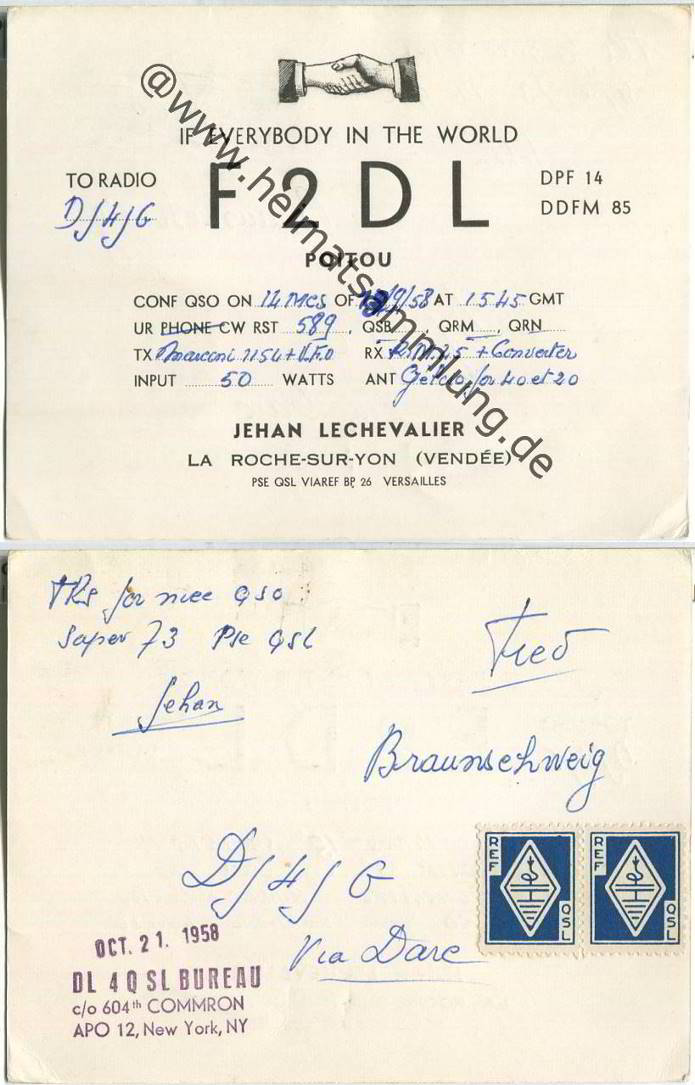 IF EVERYBODY IN THE WORLD
TO RADIO F2DL DPF 14
DJ4JG DDFM 85
POITOU
CONF QSO ON 14 Mcs OF /9/58 AT 1545 GMT
UR PHONE CW RST 589, QSB , QRM , QRN
TX Marconi 1154 + V.F.O RX + Converter
INPUT 50 WATTS ANT for 40 et 20
JEHAN LECHEVALIER
LA ROCHE-SUR-YON (VENDÉE)
PSE QSL VIAREF BP 26 VERSAILLES
@www.heimatsammlung.de
TKs for nice QSO
Super 73 Pse QSL
Jehan
Fred
Braunschweig
DJ4JG
Via Darc
REF QSL
REF QSL
OCT. 21. 1958
DL 4 Q SL BUREAU
c/o 604th COMMRON
APO 12, New York, NY